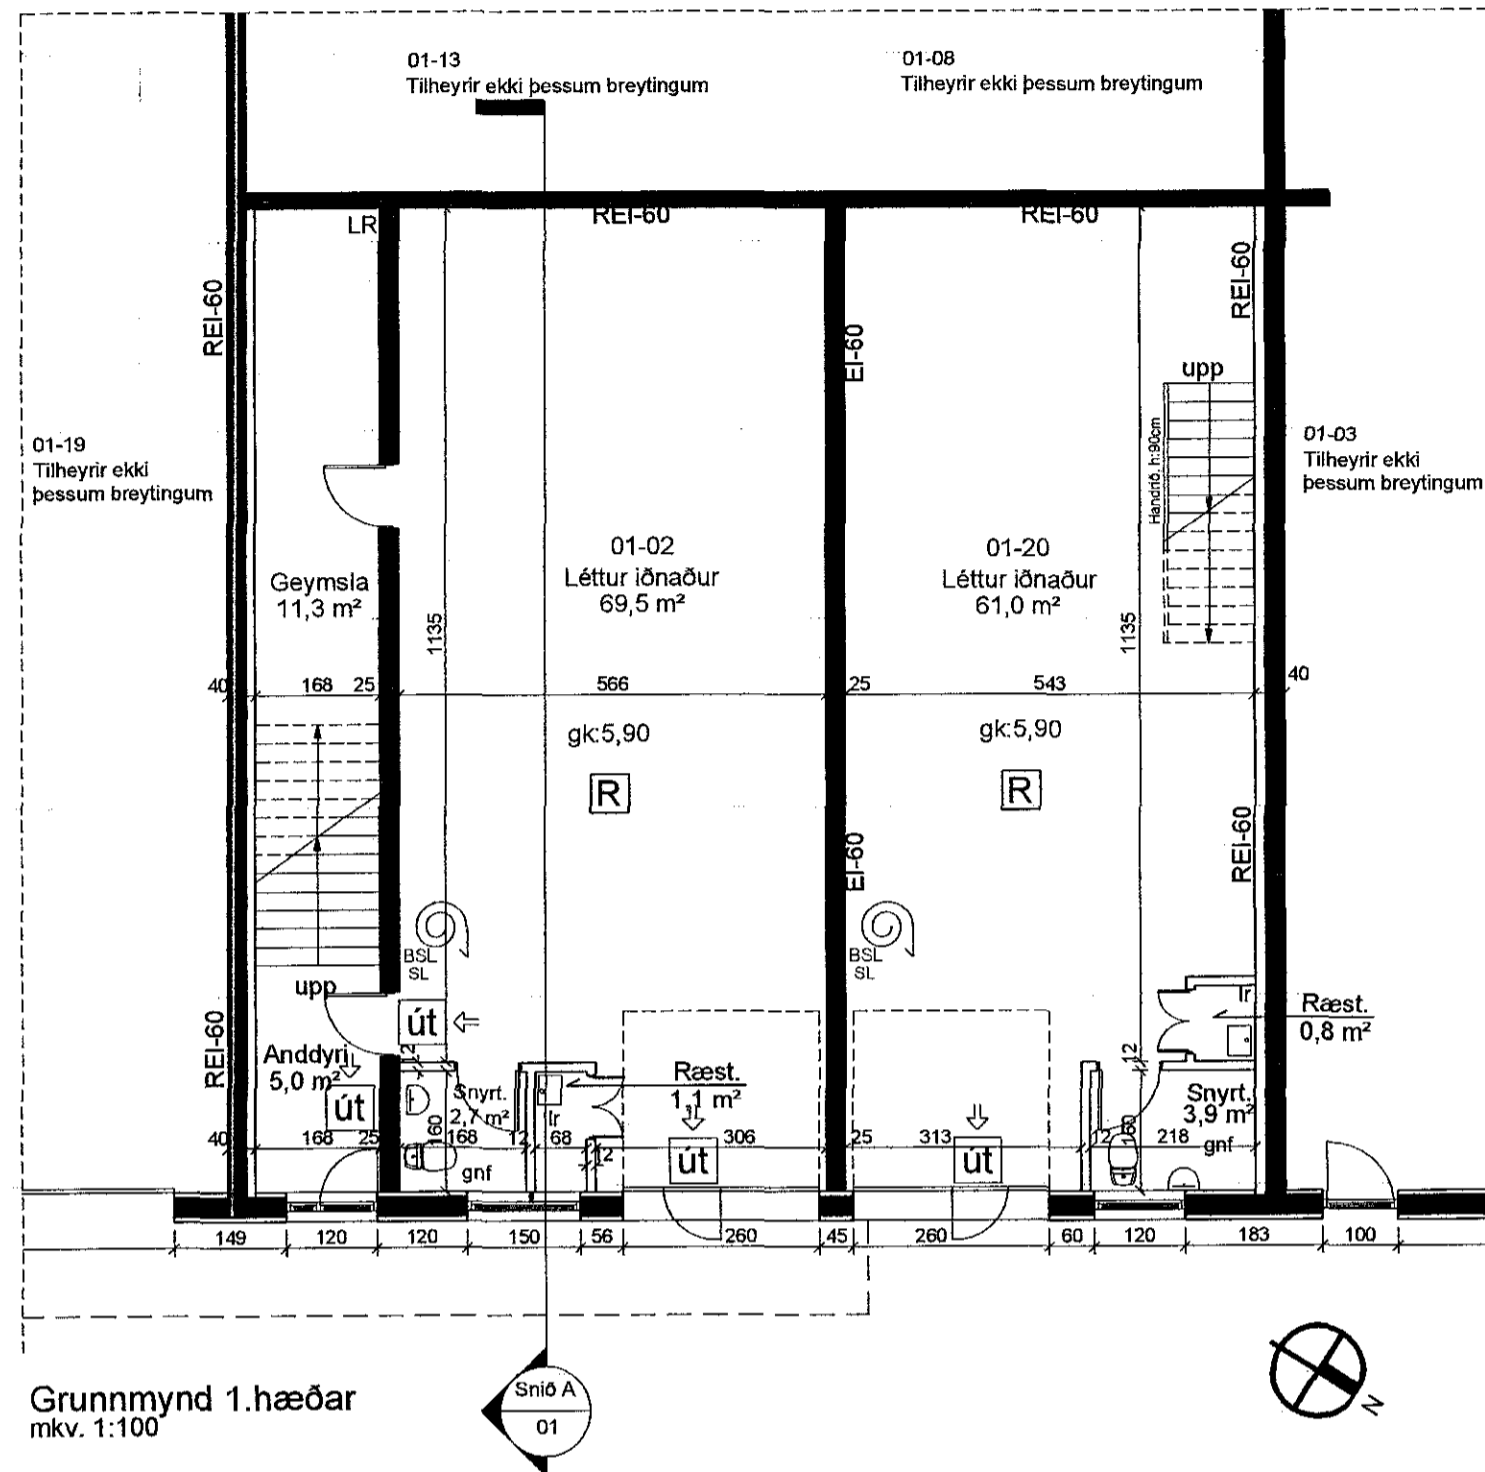 01-13
Tilheyrir ekki þessum breytingum
01-08
Tilheyrir ekki þessum breytingum
LR
REI-60
REI-60
REI-60
REI-60
EI-60
upp
Handrið. h:90cm
01-19
Tilheyrir ekki
þessum breytingum
01-03
Tilheyrir ekki
þessum breytingum
Geymsla
11,3 m²
01-02
Léttur iðnaður
69,5 m²
01-20
Léttur iðnaður
61,0 m²
1135
1135
40 168 25 566 25 543 40
gk:5,90
gk:5,90
R
R
REI-60
EI-60
BSL
SL
BSL
SL
upp
út
REI-60
Anddyri
5,0 m²
út
12
Snyrt.
2,7 m²
lr
Ræst.
1,1 m²
lr
Ræst.
0,8 m²
12
Snyrt.
3,9 m²
160
160
40 168 25 168 12 68 306 25 313 12 218
12
gnf
út
út
gnf
149 120 120 150 56 260 45 260 60 120 183 100
Grunnmynd 1.hæðar
mkv. 1:100
Snið A
01
N